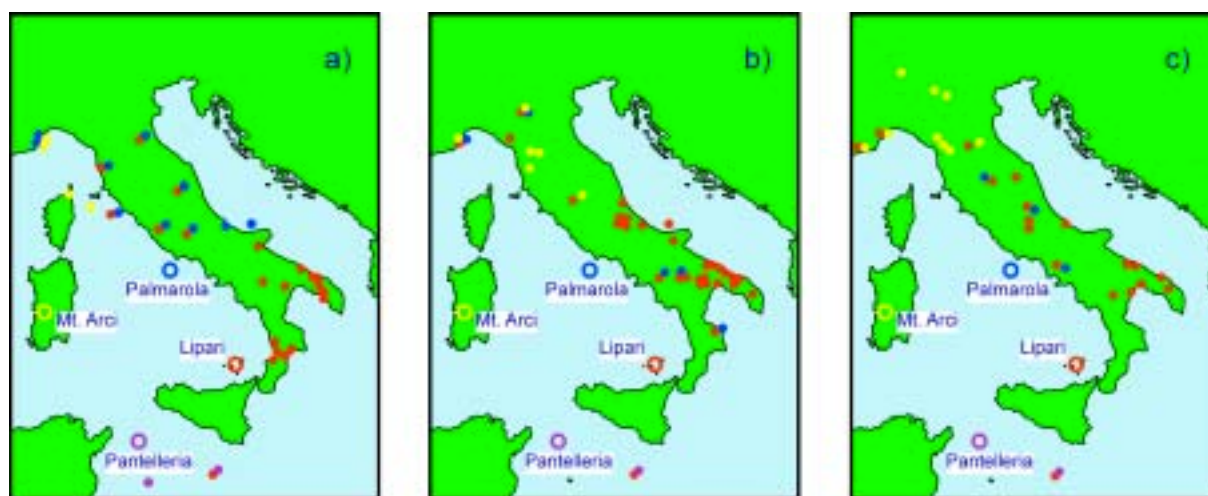 a)
Palmarola
Mt. Arci
Lipari
Pantelleria
b)
Palmarola
Mt. Arci
Lipari
Pantelleria
c)
Palmarola
Mt. Arci
Lipari
Pantelleria